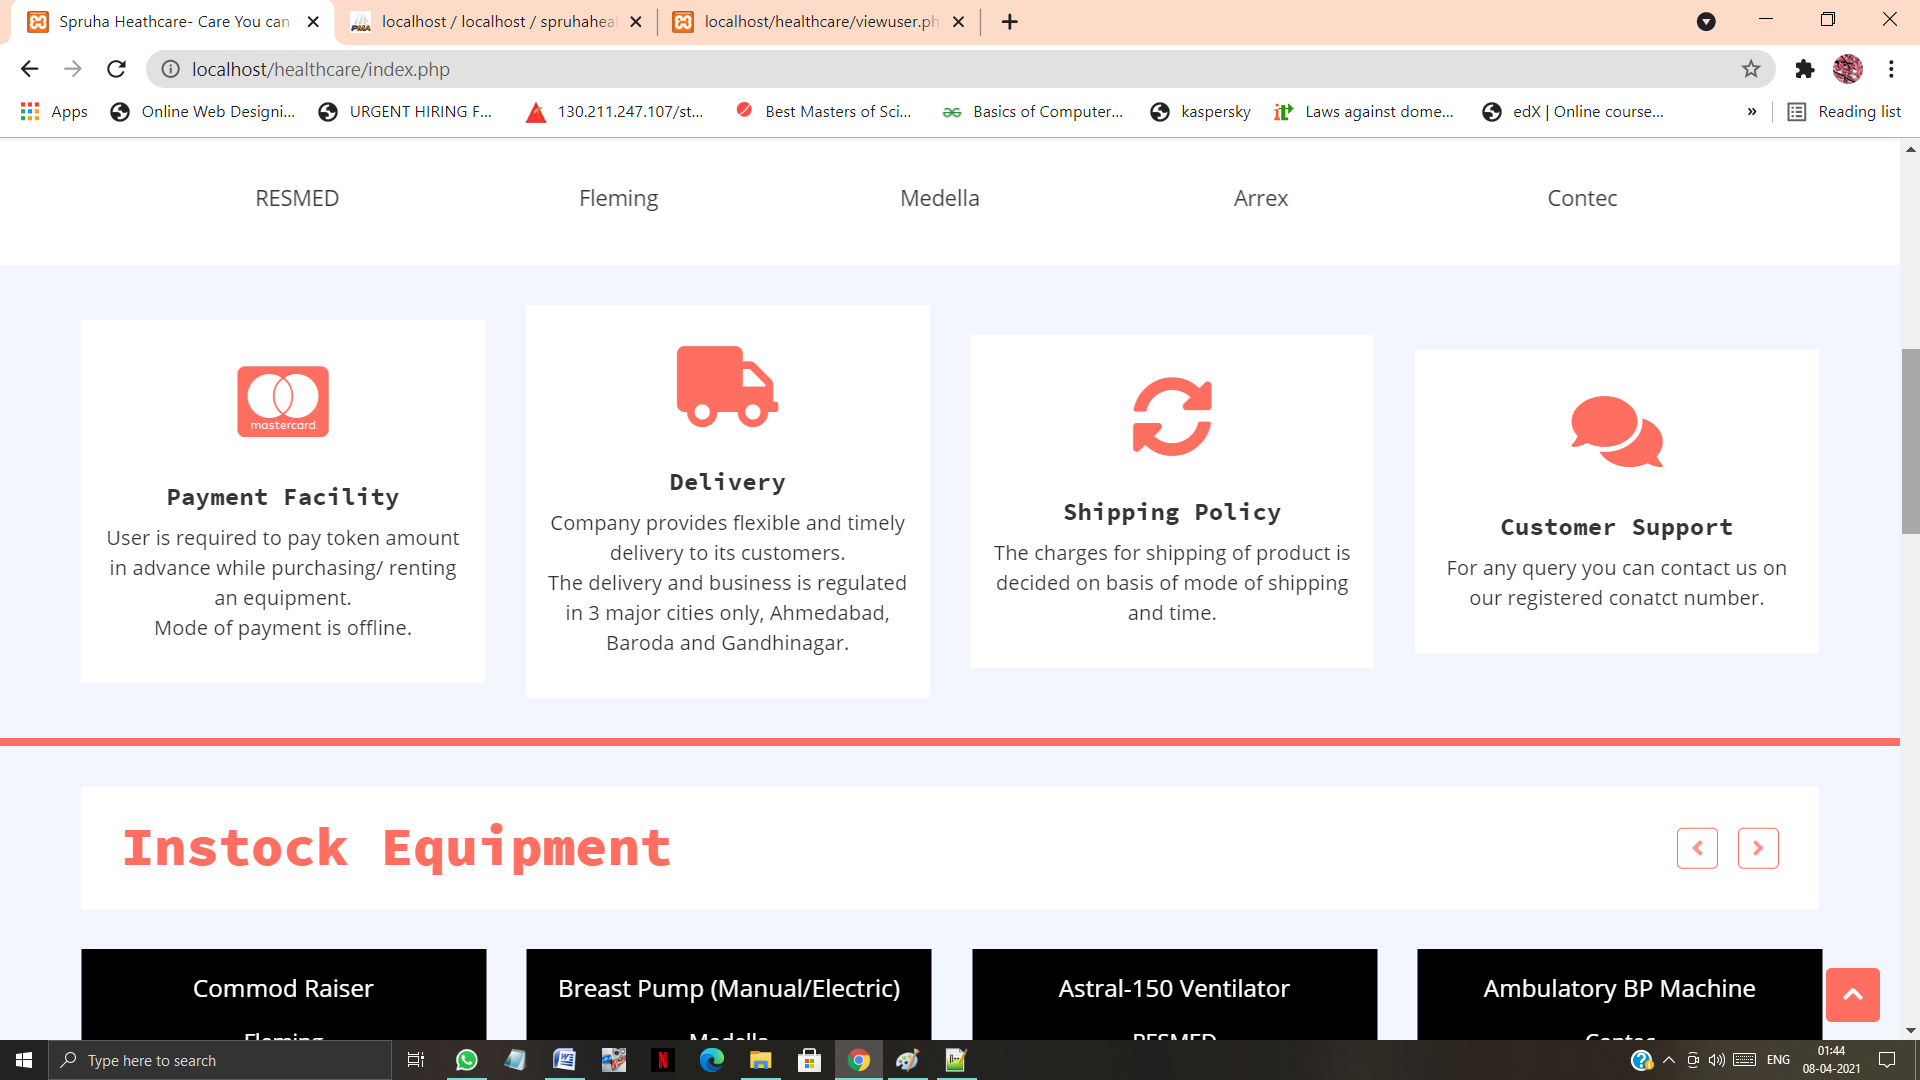 Spruha Heathcare- Care You can
localhost / localhost / spruhaheal
localhost/healthcare/viewuser.ph
localhost/healthcare/index.php
Apps
Online Web Designi...
URGENT HIRING F...
130.211.247.107/st...
Best Masters of Sci...
Basics of Computer...
kaspersky
Laws against dome...
edX | Online course...
»
Reading list
RESMED
Fleming
Medella
Arrex
Contec
mastercard
Payment Facility
User is required to pay token amount
in advance while purchasing/ renting
an equipment.
Mode of payment is offline.
Delivery
Company provides flexible and timely
delivery to its customers.
The delivery and business is regulated
in 3 major cities only, Ahmedabad,
Baroda and Gandhinagar.
Shipping Policy
The charges for shipping of product is
decided on basis of mode of shipping
and time.
Customer Support
For any query you can contact us on
our registered conatct number.
Instock Equipment
Commod Raiser
Fleming
Breast Pump (Manual/Electric)
Medella
Astral-150 Ventilator
RESMED
Ambulatory BP Machine
Contec
Type here to search
ENG
01:44
08-04-2021